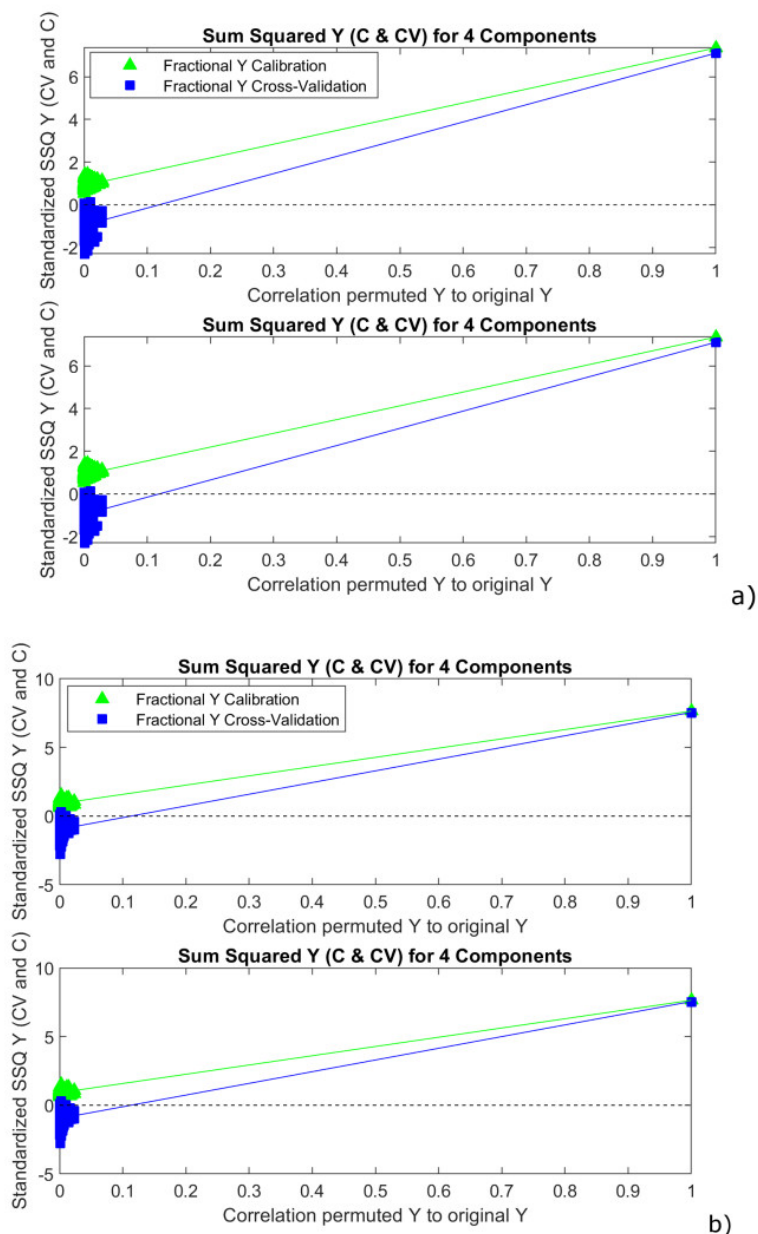 Sum Squared Y (C & CV) for 4 Components
Standardized SSQ Y (CV and C)
Fractional Y Calibration
Fractional Y Cross-Validation
6
4
2
0
-2
0 0.1 0.2 0.3 0.4 0.5 0.6 0.7 0.8 0.9 1
Correlation permuted Y to original Y
Sum Squared Y (C & CV) for 4 Components
Standardized SSQ Y (CV and C)
6
4
2
0
-2
0 0.1 0.2 0.3 0.4 0.5 0.6 0.7 0.8 0.9 1
Correlation permuted Y to original Y
a)
Sum Squared Y (C & CV) for 4 Components
Standardized SSQ Y (CV and C)
10
Fractional Y Calibration
Fractional Y Cross-Validation
5
0
-5
0 0.1 0.2 0.3 0.4 0.5 0.6 0.7 0.8 0.9 1
Correlation permuted Y to original Y
Sum Squared Y (C & CV) for 4 Components
Standardized SSQ Y (CV and C)
10
5
0
-5
0 0.1 0.2 0.3 0.4 0.5 0.6 0.7 0.8 0.9 1
Correlation permuted Y to original Y
b)